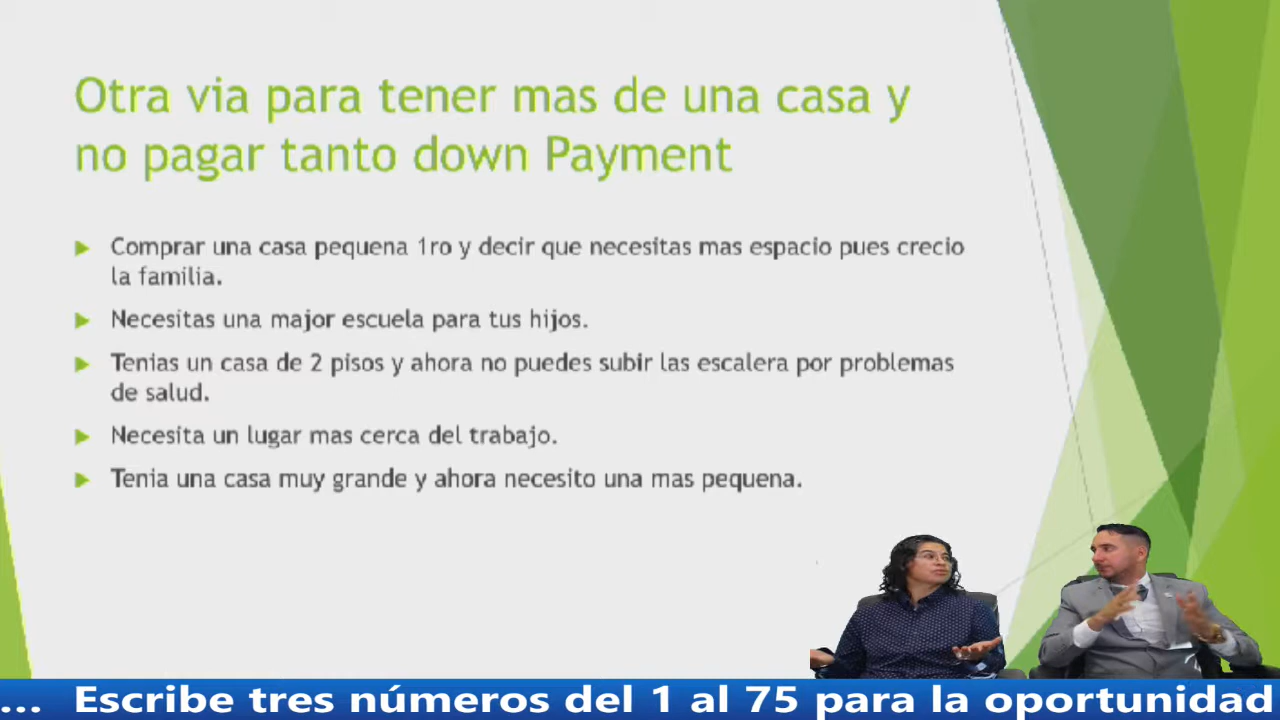 Otra via para tener mas de una casa y
no pagar tanto down Payment
Comprar una casa pequena 1ro y decir que necesitas mas espacio pues crecio
la familia.
Necesitas una major escuela para tus hijos.
Tenias un casa de 2 pisos y ahora no puedes subir las escalera por problemas
de salud.
Necesita un lugar mas cerca del trabajo.
Tenia una casa muy grande y ahora necesito una mas pequena.
... Escribe tres números del 1 al 75 para la oportunidad